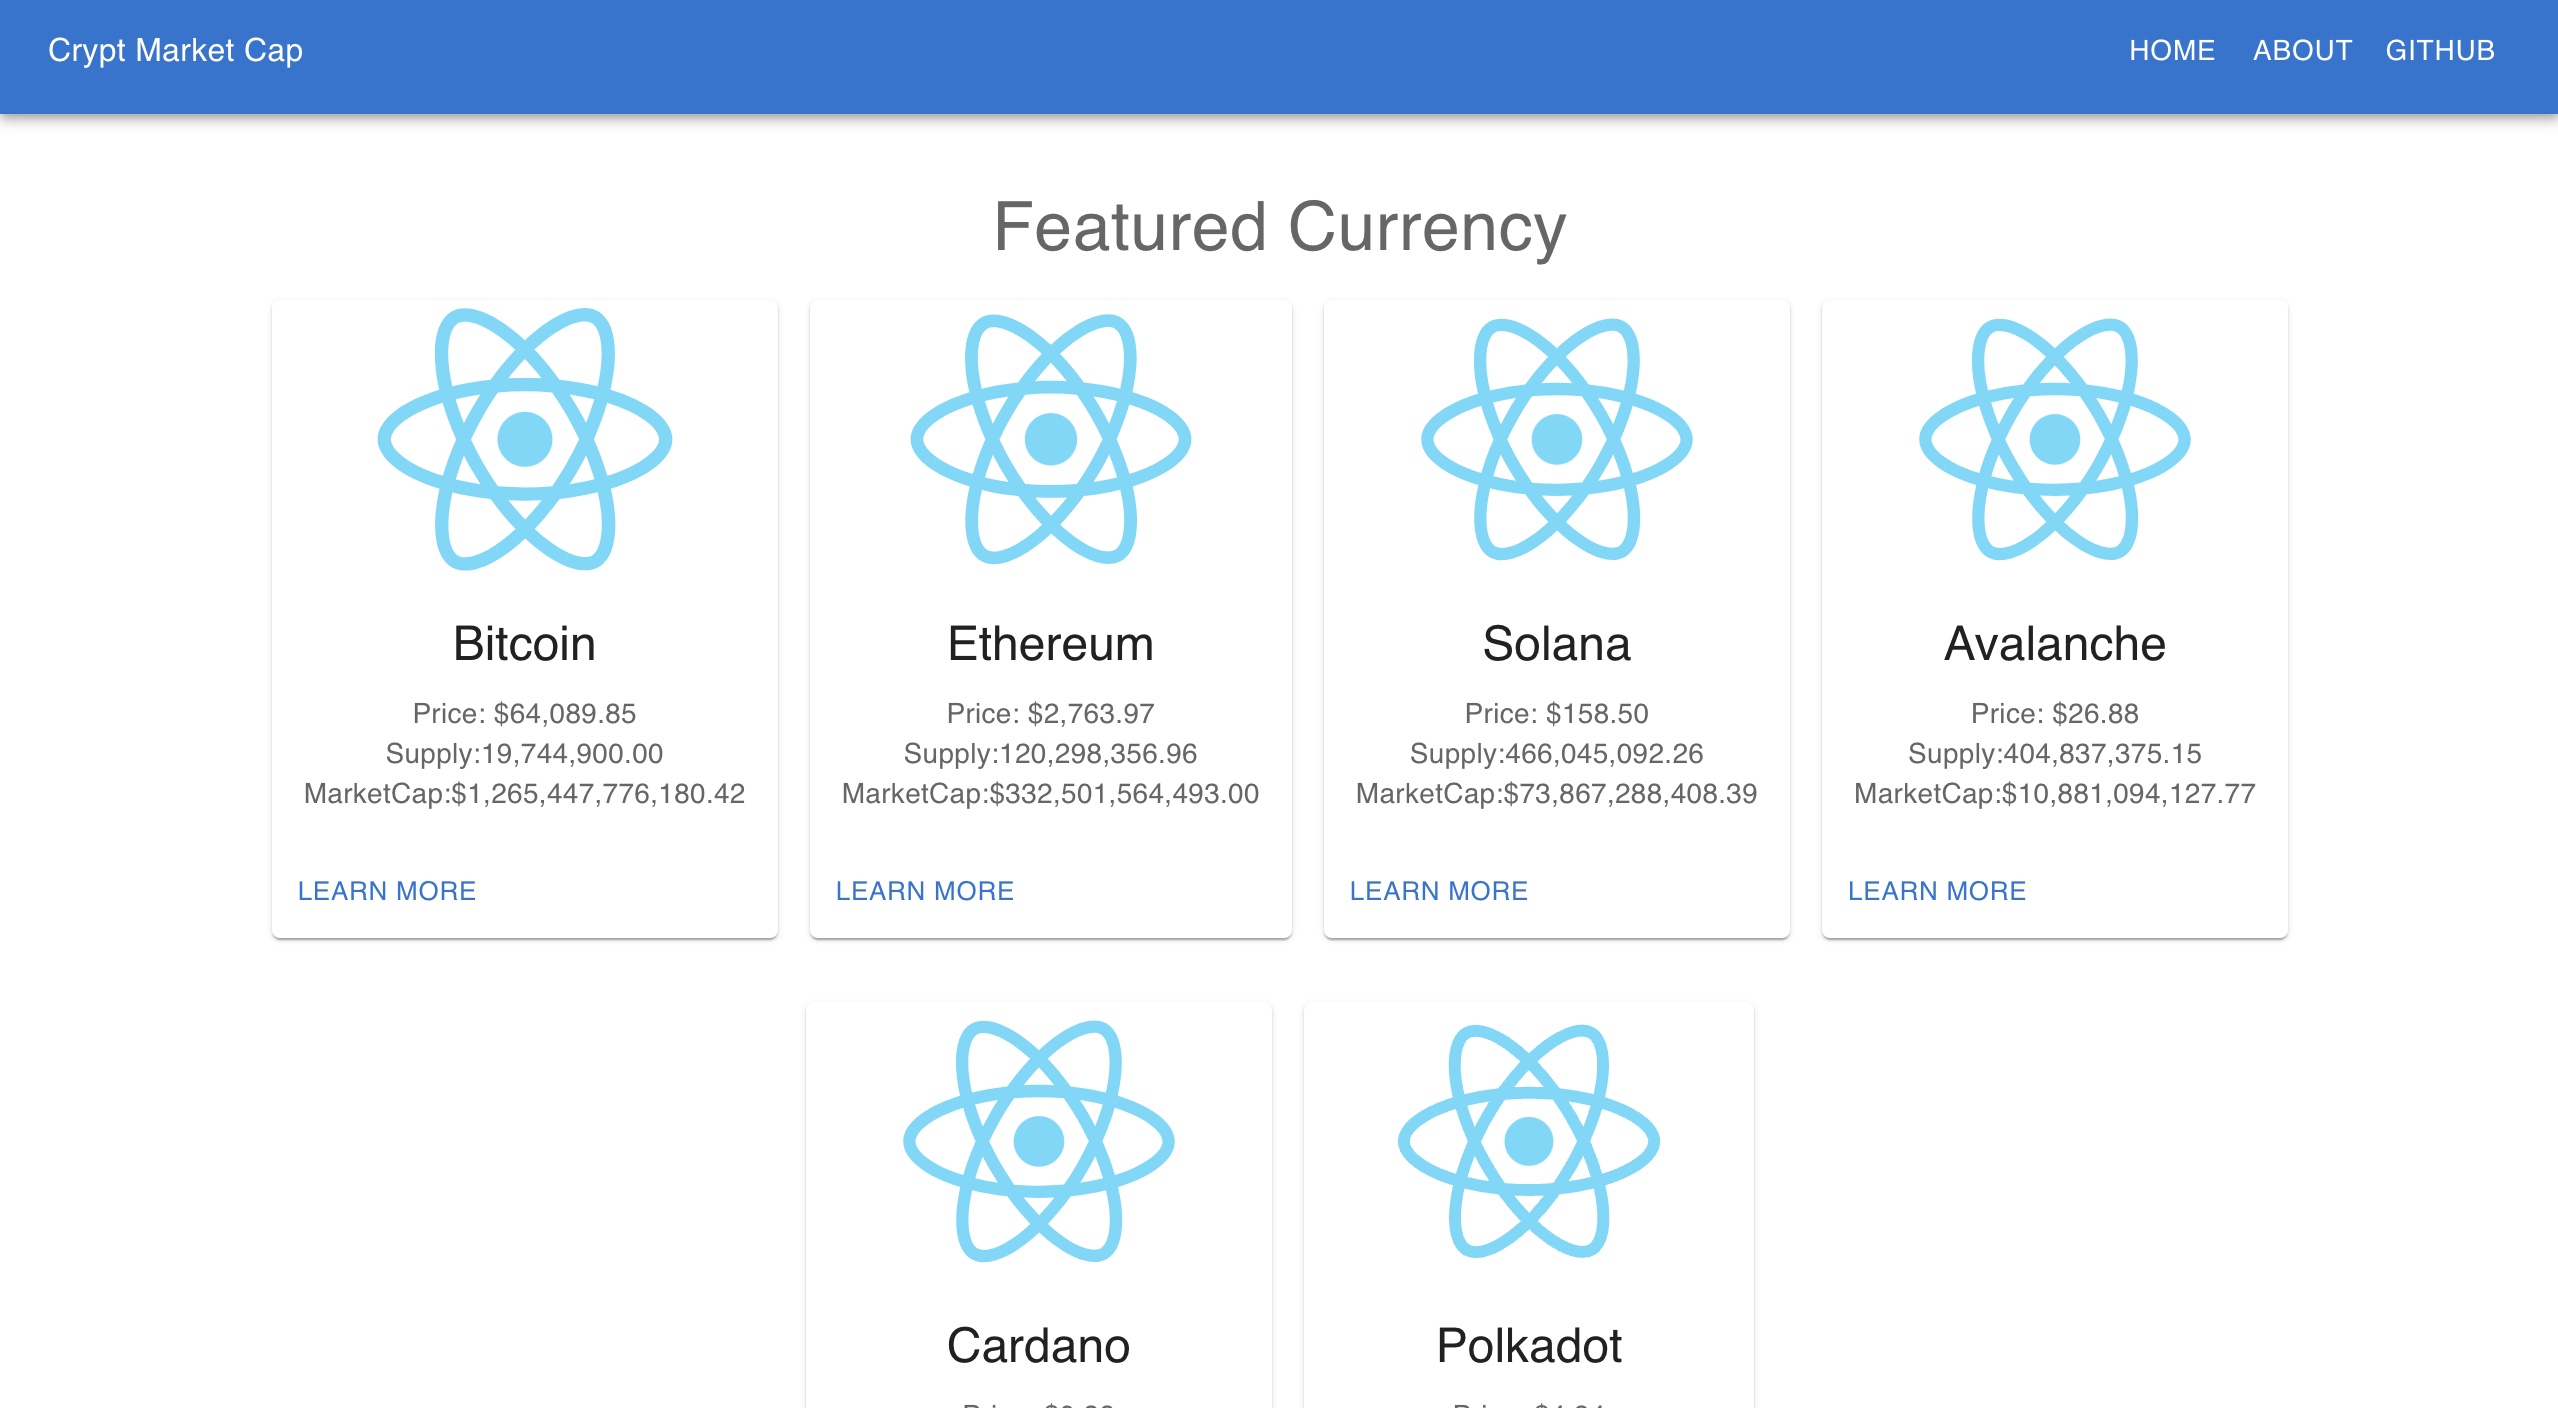 Crypt Market Cap
HOME ABOUT GITHUB
Featured Currency
Bitcoin
Price: $64,089.85
Supply:19,744,900.00
MarketCap:$1,265,447,776,180.42
LEARN MORE
Ethereum
Price: $2,763.97
Supply:120,298,356.96
MarketCap:$332,501,564,493.00
LEARN MORE
Solana
Price: $158.50
Supply:466,045,092.26
MarketCap:$73,867,288,408.39
LEARN MORE
Avalanche
Price: $26.88
Supply:404,837,375.15
MarketCap:$10,881,094,127.77
LEARN MORE
Cardano
Polkadot